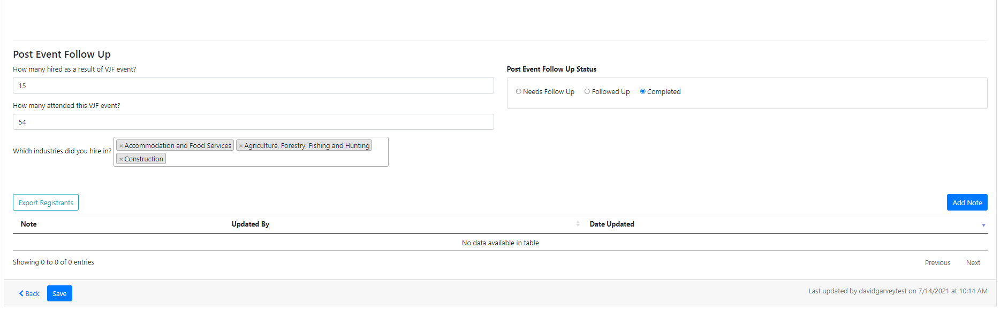 Post Event Follow Up
How many hired as a result of VJF event?
15
How many attended this VJF event?
54
Which industries did you hire in?
×Accommodation and Food Services ×Agriculture, Forestry, Fishing and Hunting
×Construction
Post Event Follow Up Status
Needs Follow Up Followed Up Completed
Export Registrants Add Note
Note Updated By Date Updated
No data available in table
Showing 0 to 0 of 0 entries Previous Next
Back Save Last updated by davidgarveytest on 7/14/2021 at 10:14 AM